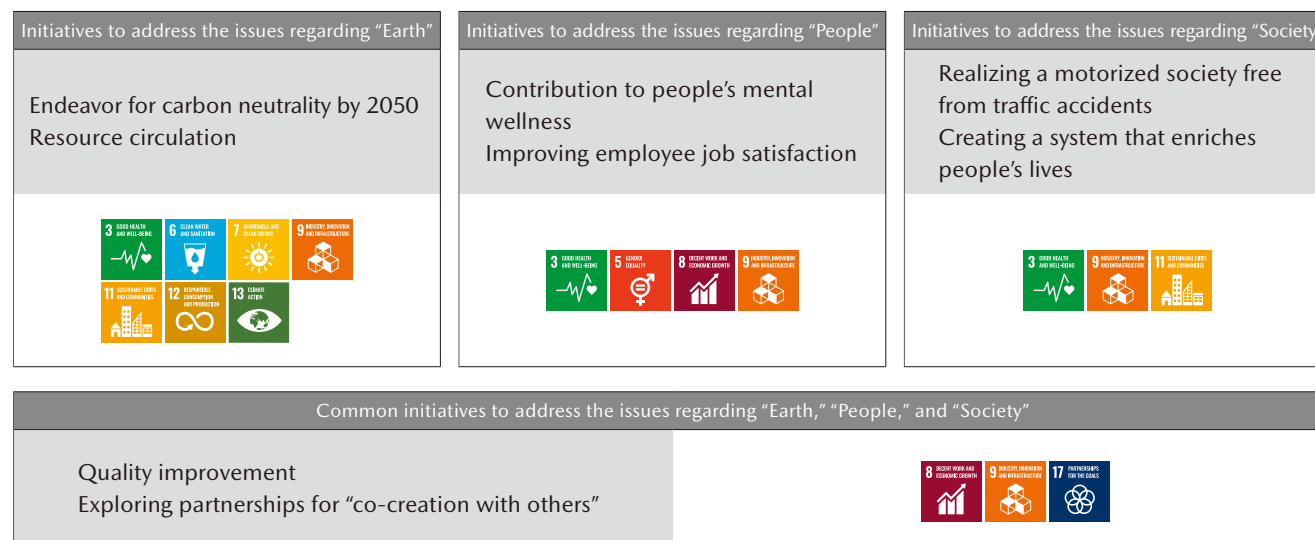 Initiatives to address the issues regarding “Earth”
Endeavor for carbon neutrality by 2050
Resource circulation
3 GOOD HEALTH
AND WELL-BEING
6 CLEAN WATER
AND SANITATION
7 AFFORDABLE AND
CLEAN ENERGY
9 INDUSTRY, INNOVATION
AND INFRASTRUCTURE
11 SUSTAINABLE CITIES
AND COMMUNITIES
12 RESPONSIBLE
CONSUMPTION
AND PRODUCTION
13 CLIMATE
ACTION
Initiatives to address the issues regarding “People”
Contribution to people’s mental
wellness
Improving employee job satisfaction
3 GOOD HEALTH
AND WELL-BEING
5 GENDER
EQUALITY
8 DECENT WORK AND
ECONOMIC GROWTH
9 INDUSTRY, INNOVATION
AND INFRASTRUCTURE
Initiatives to address the issues regarding “Society
Realizing a motorized society free
from traffic accidents
Creating a system that enriches
people’s lives
3 GOOD HEALTH
AND WELL-BEING
9 INDUSTRY, INNOVATION
AND INFRASTRUCTURE
11 SUSTAINABLE CITIES
AND COMMUNITIES
Common initiatives to address the issues regarding “Earth,” “People,” and “Society”
Quality improvement
Exploring partnerships for “co-creation with others”
8 DECENT WORK AND
ECONOMIC GROWTH
9 INDUSTRY, INNOVATION
AND INFRASTRUCTURE
17 PARTNERSHIPS
FOR THE GOALS